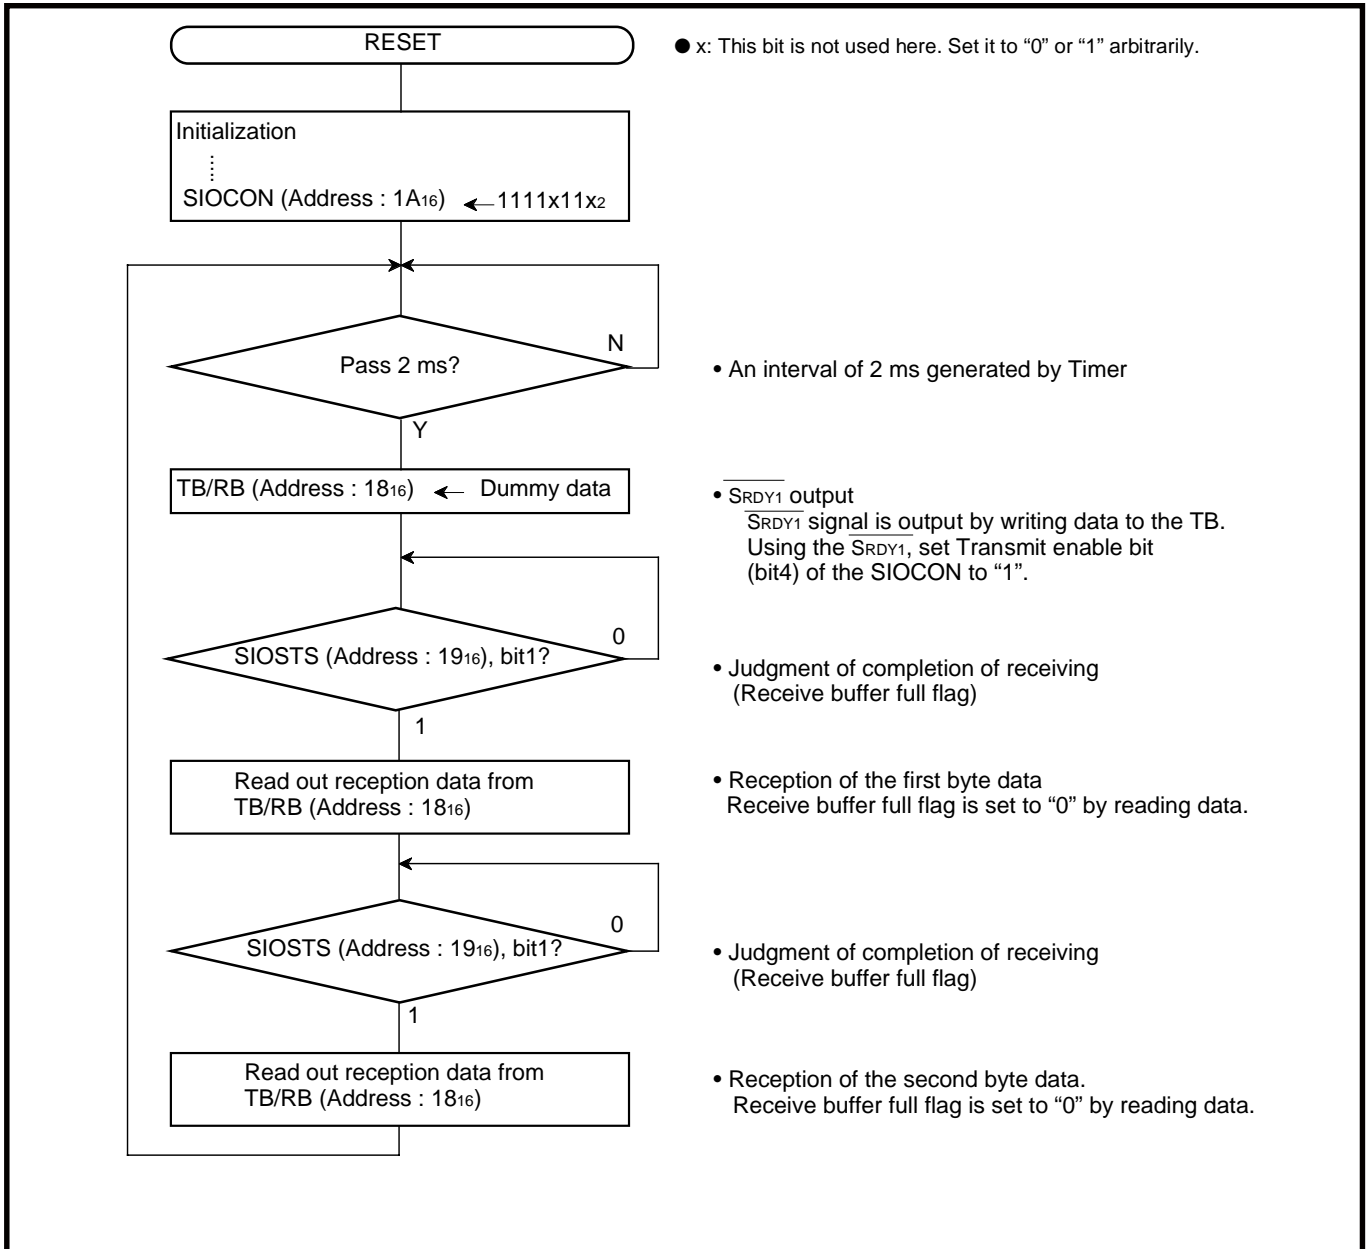 RESET
● x: This bit is not used here. Set it to “0” or “1” arbitrarily.
Initialization
SIOCON (Address : 1A16) ← 1111x11x2
Pass 2 ms?
N
• An interval of 2 ms generated by Timer
Y
TB/RB (Address : 1816) ← Dummy data
• SRDY1 output
SRDY1 signal is output by writing data to the TB.
Using the SRDY1, set Transmit enable bit
(bit4) of the SIOCON to “1”.
SIOSTS (Address : 1916), bit1?
0
• Judgment of completion of receiving
(Receive buffer full flag)
1
Read out reception data from
TB/RB (Address : 1816)
• Reception of the first byte data
Receive buffer full flag is set to “0” by reading data.
SIOSTS (Address : 1916), bit1?
0
• Judgment of completion of receiving
(Receive buffer full flag)
1
Read out reception data from
TB/RB (Address : 1816)
• Reception of the second byte data.
Receive buffer full flag is set to “0” by reading data.